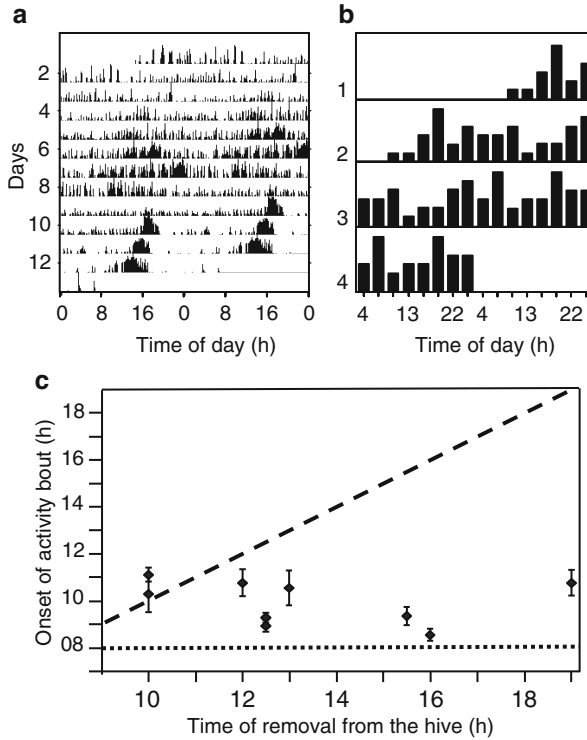 a
b
Days
2
4
6
8
10
12
0 8 16 0 8 16 0
Time of day (h)
1
2
3
4
4 13 22 4 13 22
Time of day (h)
c
Onset of activity bout (h)
18
16
14
12
10
08
10 12 14 16 18
Time of removal from the hive (h)